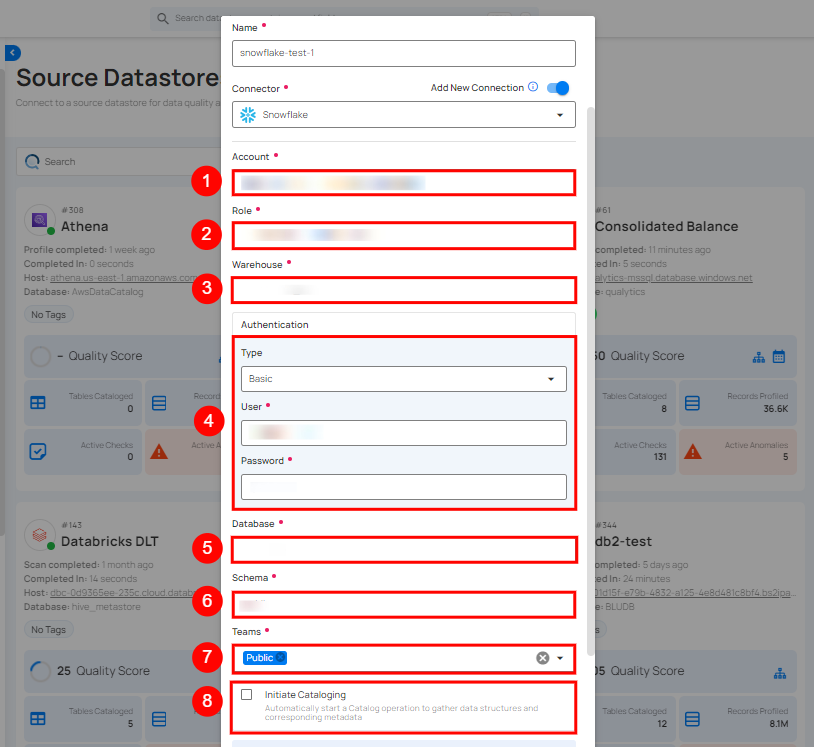 Search dat
Name *
snowflake-test-1
Connector *
Add New Connection
Snowflake
Source Datastore
Connect to a source datastore for data quality a
Search
Account *
1
Role *
2
Warehouse *
3
Authentication
Type
Basic
User *
4
Password *
Database *
5
Schema *
6
Teams *
7
Public
8
Initiate Cataloging
Automatically start a Catalog operation to gather data structures and
corresponding metadata
#308
Athena
Profile completed: 1 week ago
Completed In: 0 seconds
Host: athena.us-east-1.amazonaws.com
Database: AwsDataCatalog
No Tags
– Quality Score
Tables Cataloged
0
Record
Active Checks
0
Active A
#61
Consolidated Balance
completed: 11 minutes ago
ed In: 5 seconds
alytics-mssql.database.windows.net
e: qualytics
60 Quality Score
Tables Cataloged
8
Records Profiled
36.6K
Active Checks
131
Active Anomalies
5
#143
Databricks DLT
Scan completed: 1 month ago
Completed In: 14 seconds
Host: dbc-0d9365ee-235c.cloud.datab
Database: hive_metastore
No Tags
25 Quality Score
Tables Cataloged
5
Record
#344
db2-test
ompleted: 5 days ago
ed In: 24 minutes
01d15f-e79b-4832-a125-4e8d481c8bf4.bs2ipa...
e: BLUDB
s
05 Quality Score
Tables Cataloged
12
Records Profiled
8.1M